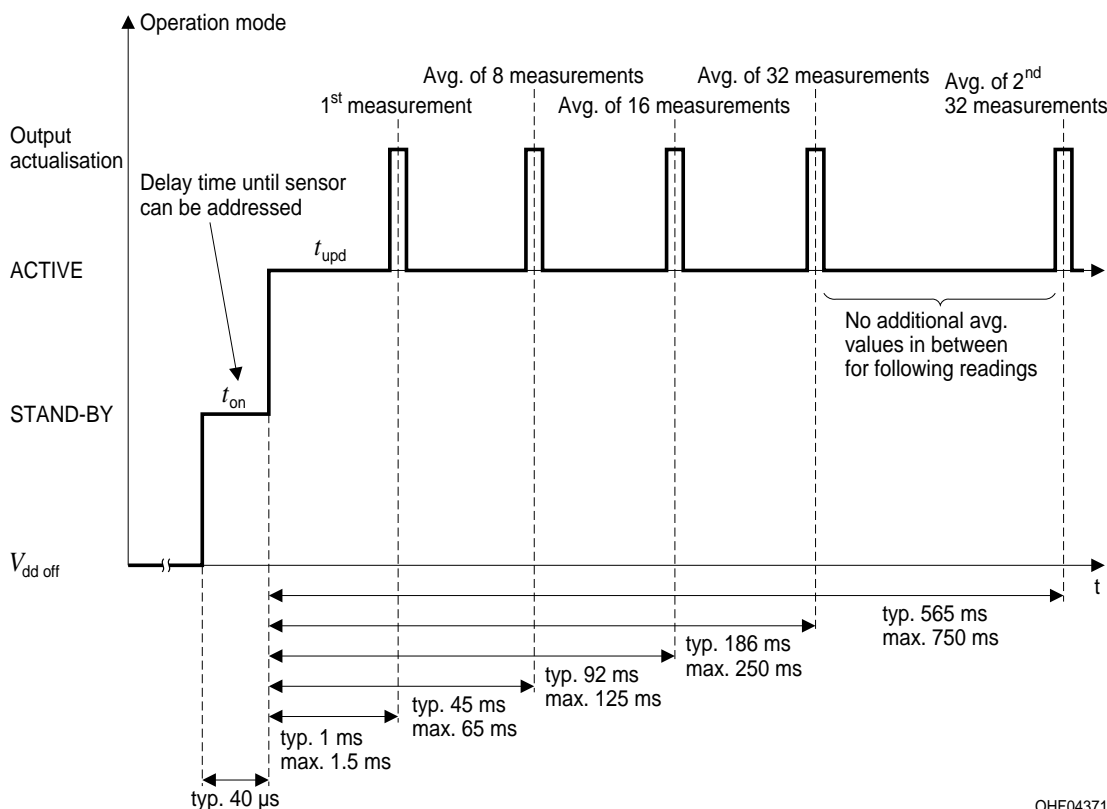 Operation mode
Avg. of 8 measurements
Avg. of 32 measurements
Avg. of 2nd
32 measurements
1st measurement
Avg. of 16 measurements
Output
actualisation
Delay time until sensor
can be addressed
tupd
ACTIVE
No additional avg.
values in between
for following readings
ton
STAND-BY
Vdd off
t
typ. 565 ms
max. 750 ms
typ. 186 ms
max. 250 ms
typ. 92 ms
max. 125 ms
typ. 45 ms
max. 65 ms
typ. 1 ms
max. 1.5 ms
typ. 40 µs
OHF04371